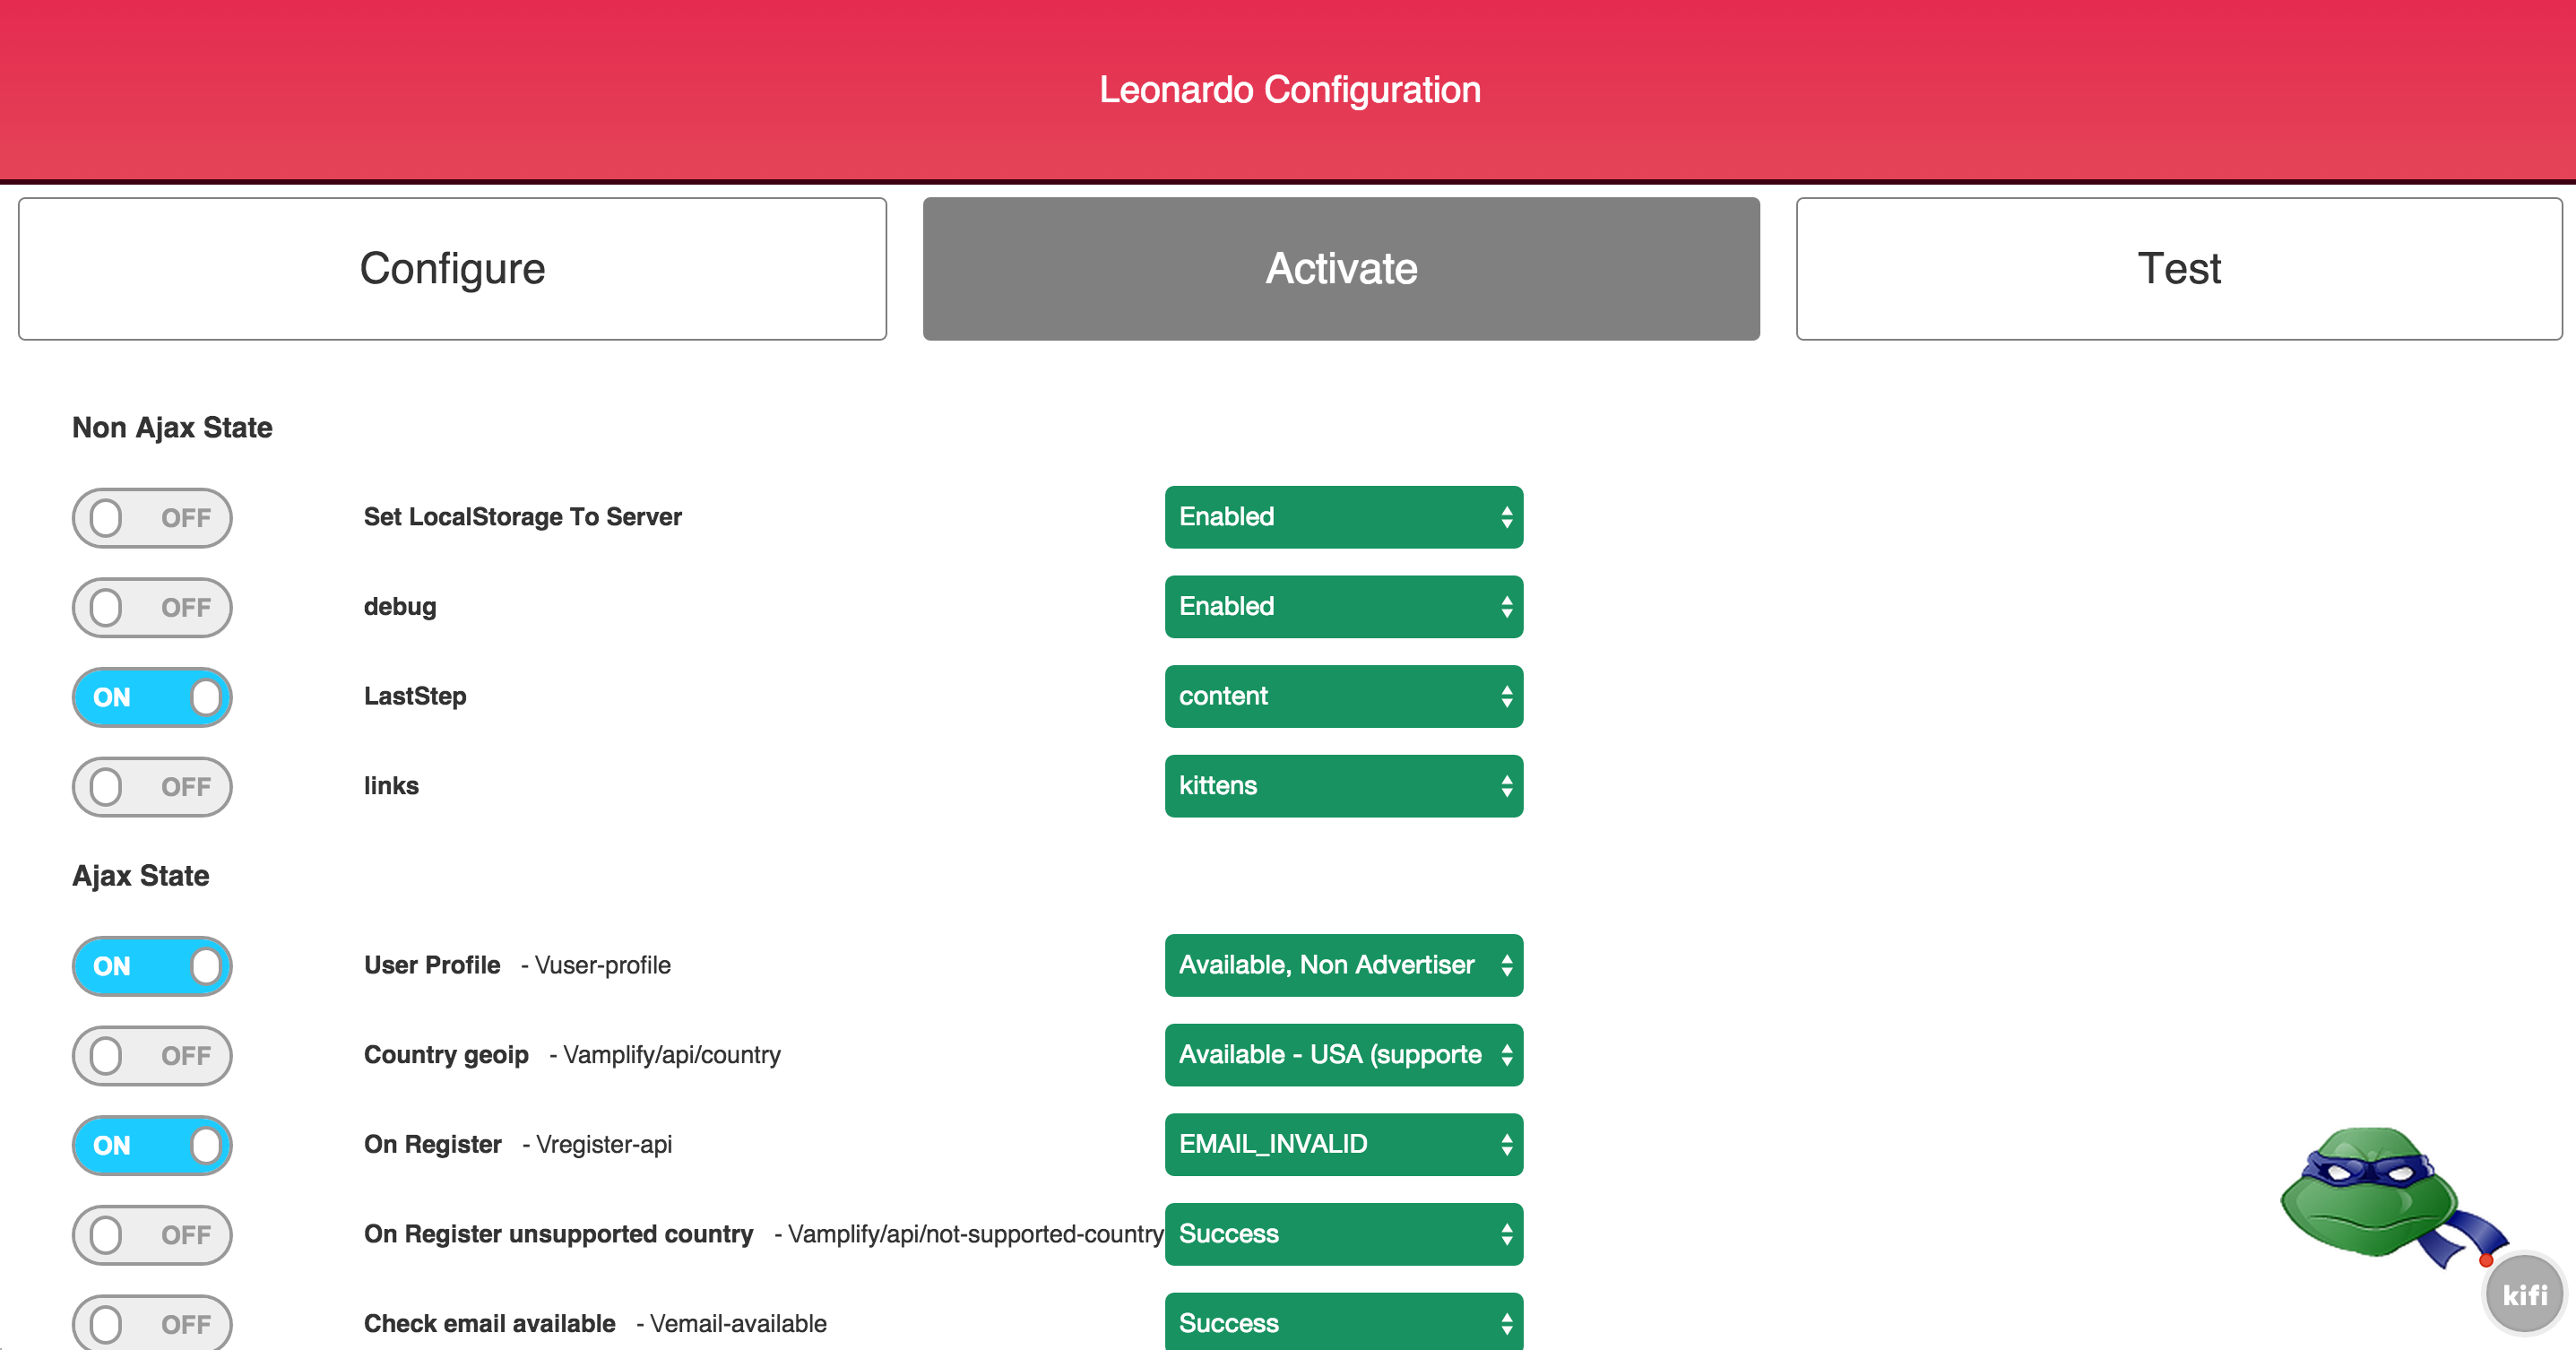 Leonardo Configuration
Configure Activate Test
Non Ajax State
OFF Set LocalStorage To Server Enabled
OFF debug Enabled
ON LastStep content
OFF links kittens
Ajax State
ON User Profile - Vuser-profile Available, Non Advertiser
OFF Country geoip - Vamplify/api/country Available - USA (supporte
ON On Register - Vregister-api EMAIL_INVALID
OFF On Register unsupported country - Vamplify/api/not-supported-country Success
kifi
OFF Check email available - Vemail-available Success